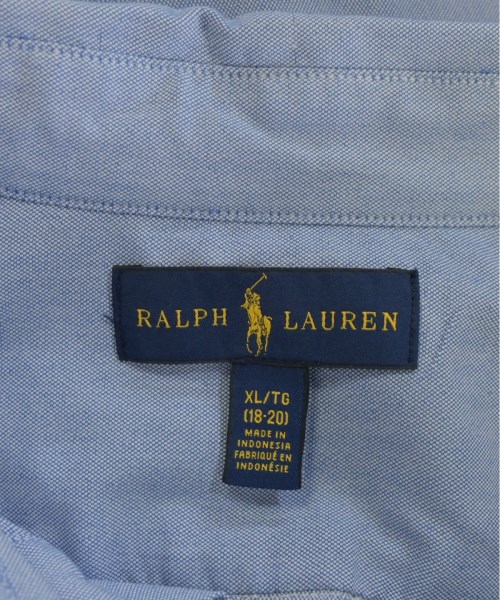 RALPH LAUREN
XL/TG
(18-20)
MADE IN
INDONESIA
FABRIQUÉ EN
INDONÉSIE